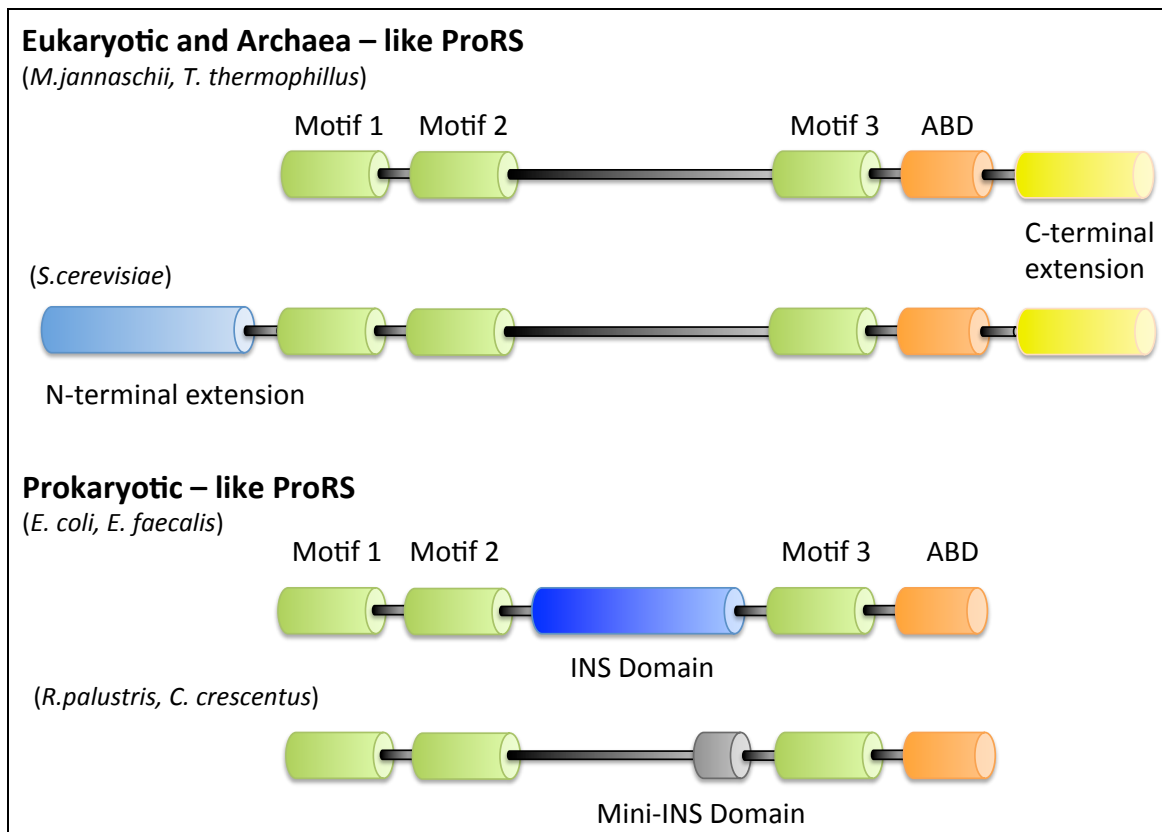 Eukaryotic and Archaea – like ProRS
(M.jannaschii, T. thermophillus)
Motif 1 Motif 2 Motif 3 ABD
C-terminal
extension
(S.cerevisiae)
N-terminal extension
Prokaryotic – like ProRS
(E. coli, E. faecalis)
Motif 1 Motif 2 Motif 3 ABD
INS Domain
(R.palustris, C. crescentus)
Mini-INS Domain